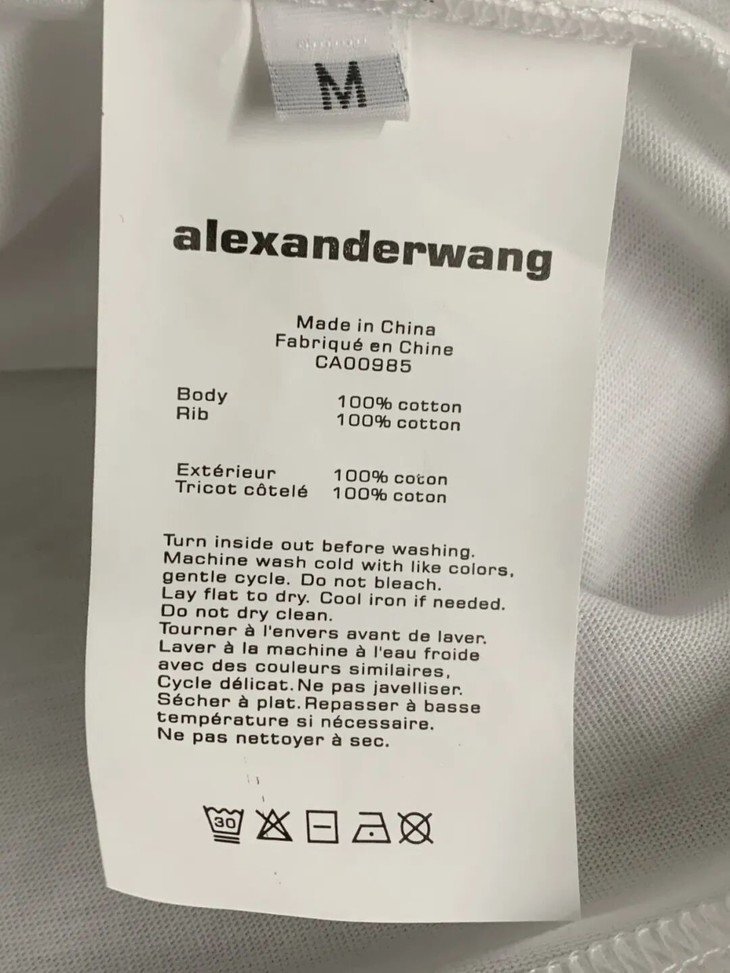 M
alexanderwang
Made in China
Fabriqué en Chine
CA00985
Body 100% cotton
Rib 100% cotton
Extérieur 100% coton
Tricot côtelé 100% coton
Turn inside out before washing.
Machine wash cold with like colors,
gentle cycle. Do not bleach.
Lay flat to dry. Cool iron if needed.
Do not dry clean.
Tourner à l'envers avant de laver.
Laver à la machine à l'eau froide
avec des couleurs similaires,
Cycle délicat. Ne pas javelliser.
Sécher à plat. Repasser à basse
température si nécessaire.
Ne pas nettoyer à sec.
30